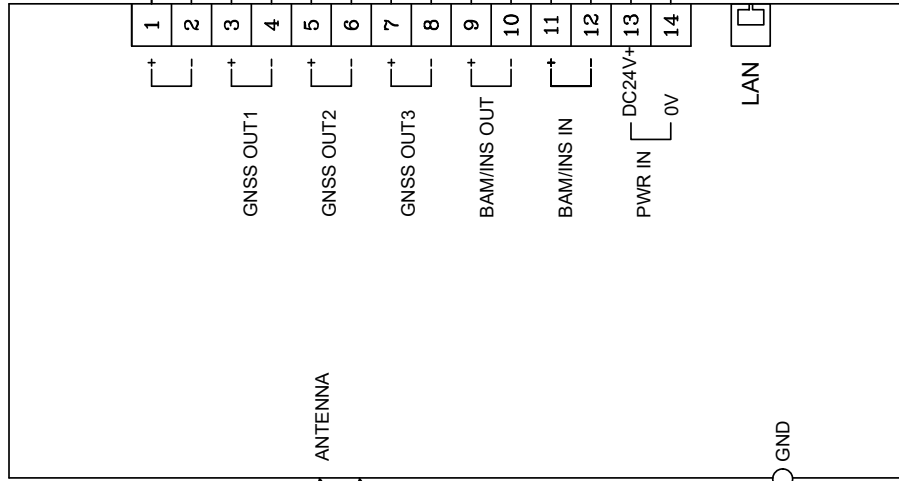 1 2 3 4 5 6 7 8 9 10 11 12 13 14
+ - + - + - + - + - + -
DC24V+
0V
GNSS OUT1
GNSS OUT2
GNSS OUT3
BAM/INS OUT
BAM/INS IN
PWR IN
LAN
ANTENNA
GND